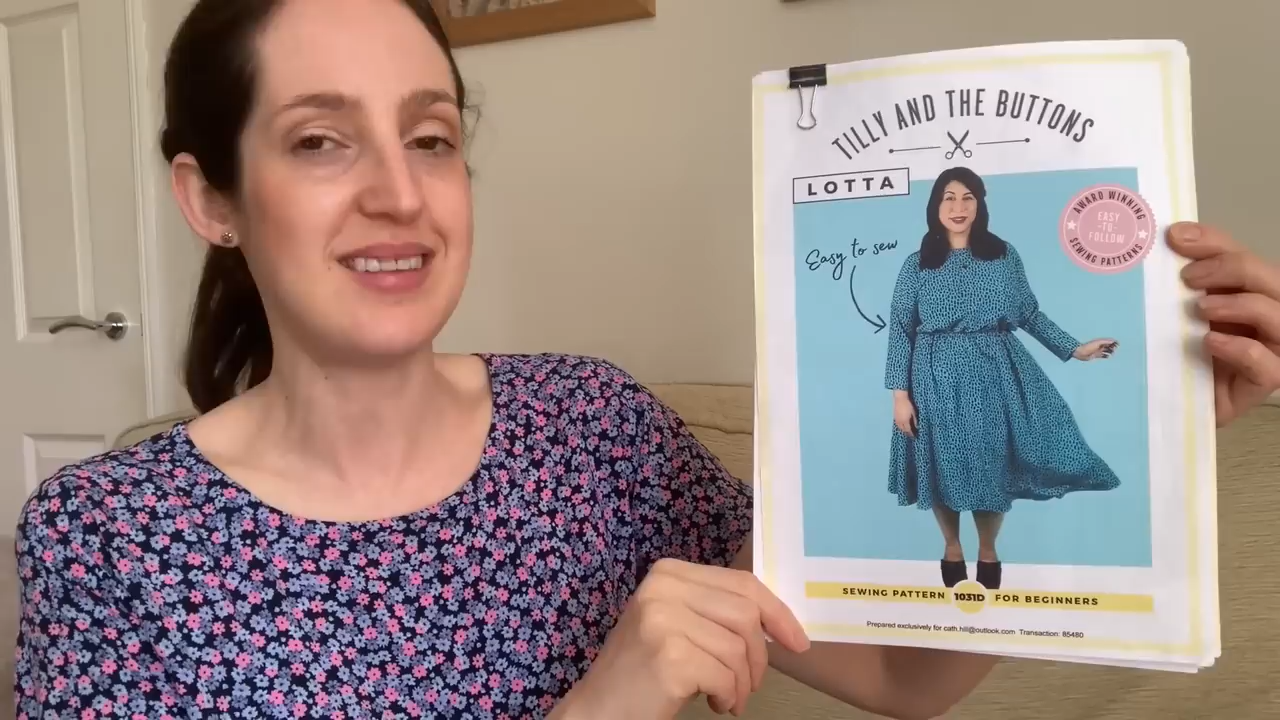 TILLY AND THE BUTTONS
LOTTA
Easy to sew
AWARD WINNING
EASY
-TO-
FOLLOW
SEWING PATTERNS
SEWING PATTERN 1031D FOR BEGINNERS
Prepared exclusively for cath.hill@outlook.com Transaction: 85480